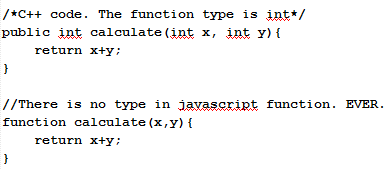 /*C++ code. The function type is int*/
public int calculate(int x, int y){
    return x+y;
}

//There is no type in javascript function. EVER.
function calculate(x,y){
    return x+y;
}